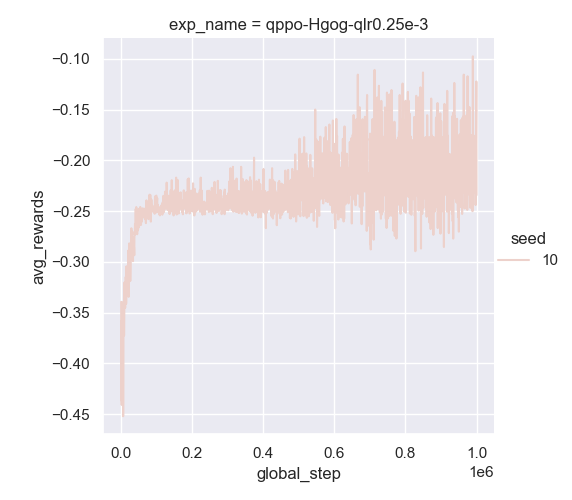 exp_name = qppo-Hgog-qlr0.25e-3
−0.10
−0.15
−0.20
−0.25
−0.30
−0.35
−0.40
−0.45
avg_rewards
0.0 0.2 0.4 0.6 0.8 1.0
1e6
global_step
seed
10